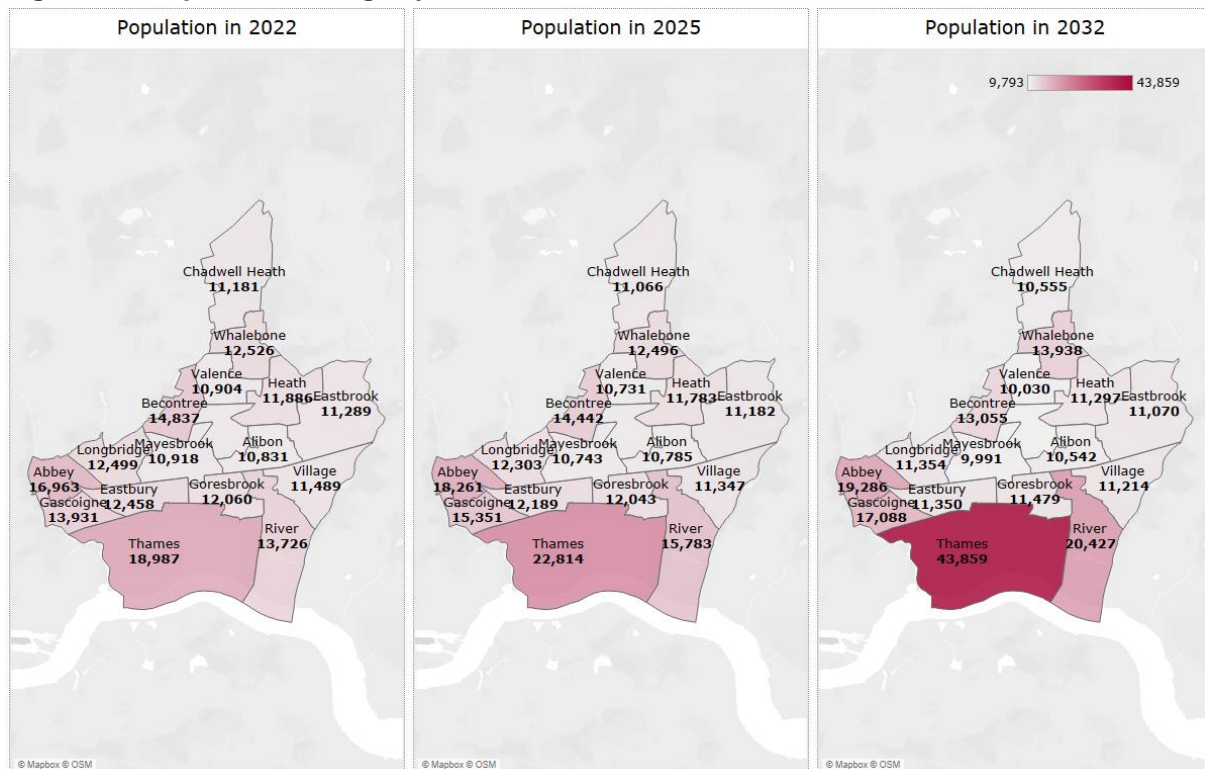 Population in 2022
Chadwell Heath
11,181
Whalebone
12,526
Valence
10,904
Heath
11,886
Eastbrook
11,289
Becontree
14,837
Longbridge
12,499
Mayesbrook
10,918
Alibon
10,831
Abbey
16,963
Village
11,489
Goresbrook
12,060
Eastbury
12,458
Gascoigne
13,931
River
13,726
Thames
18,987
© Mapbox © OSM
Population in 2025
Chadwell Heath
11,066
Whalebone
12,496
Valence
10,731
Heath
11,783
Eastbrook
11,182
Becontree
14,442
Longbridge
12,303
Mayesbrook
10,743
Alibon
10,785
Abbey
18,261
Village
11,347
Goresbrook
12,043
Eastbury
12,189
Gascoigne
15,351
River
15,783
Thames
22,814
© Mapbox © OSM
Population in 2032
9,793 43,859
Chadwell Heath
10,555
Whalebone
13,938
Valence
10,030
Heath
11,297
Eastbrook
11,070
Becontree
13,055
Longbridge
11,354
Mayesbrook
9,991
Alibon
10,542
Abbey
19,286
Village
11,214
Goresbrook
11,479
Eastbury
11,350
Gascoigne
17,088
River
20,427
Thames
43,859
© Mapbox © OSM